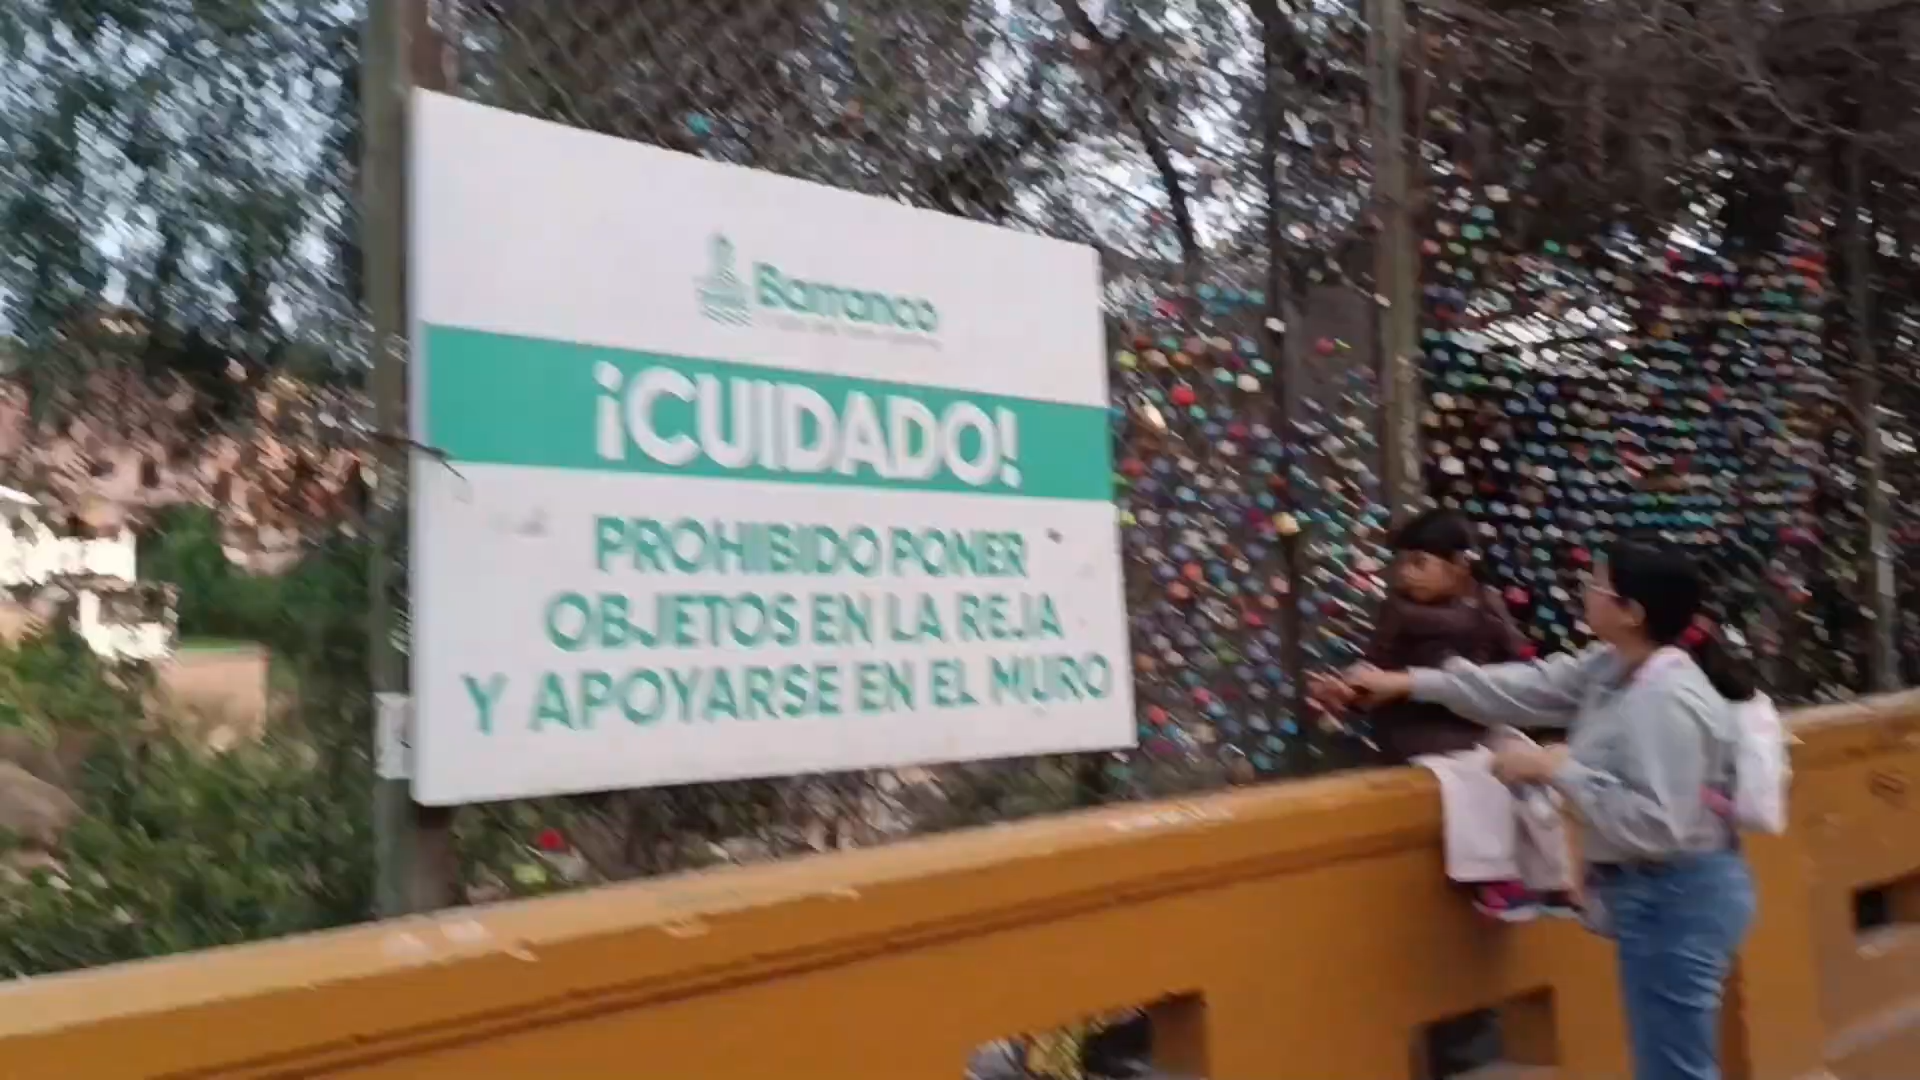 Barranco
¡CUIDADO!
PROHIBIDO PONER
OBJETOS EN LA REJA
Y APOYARSE EN EL MURO